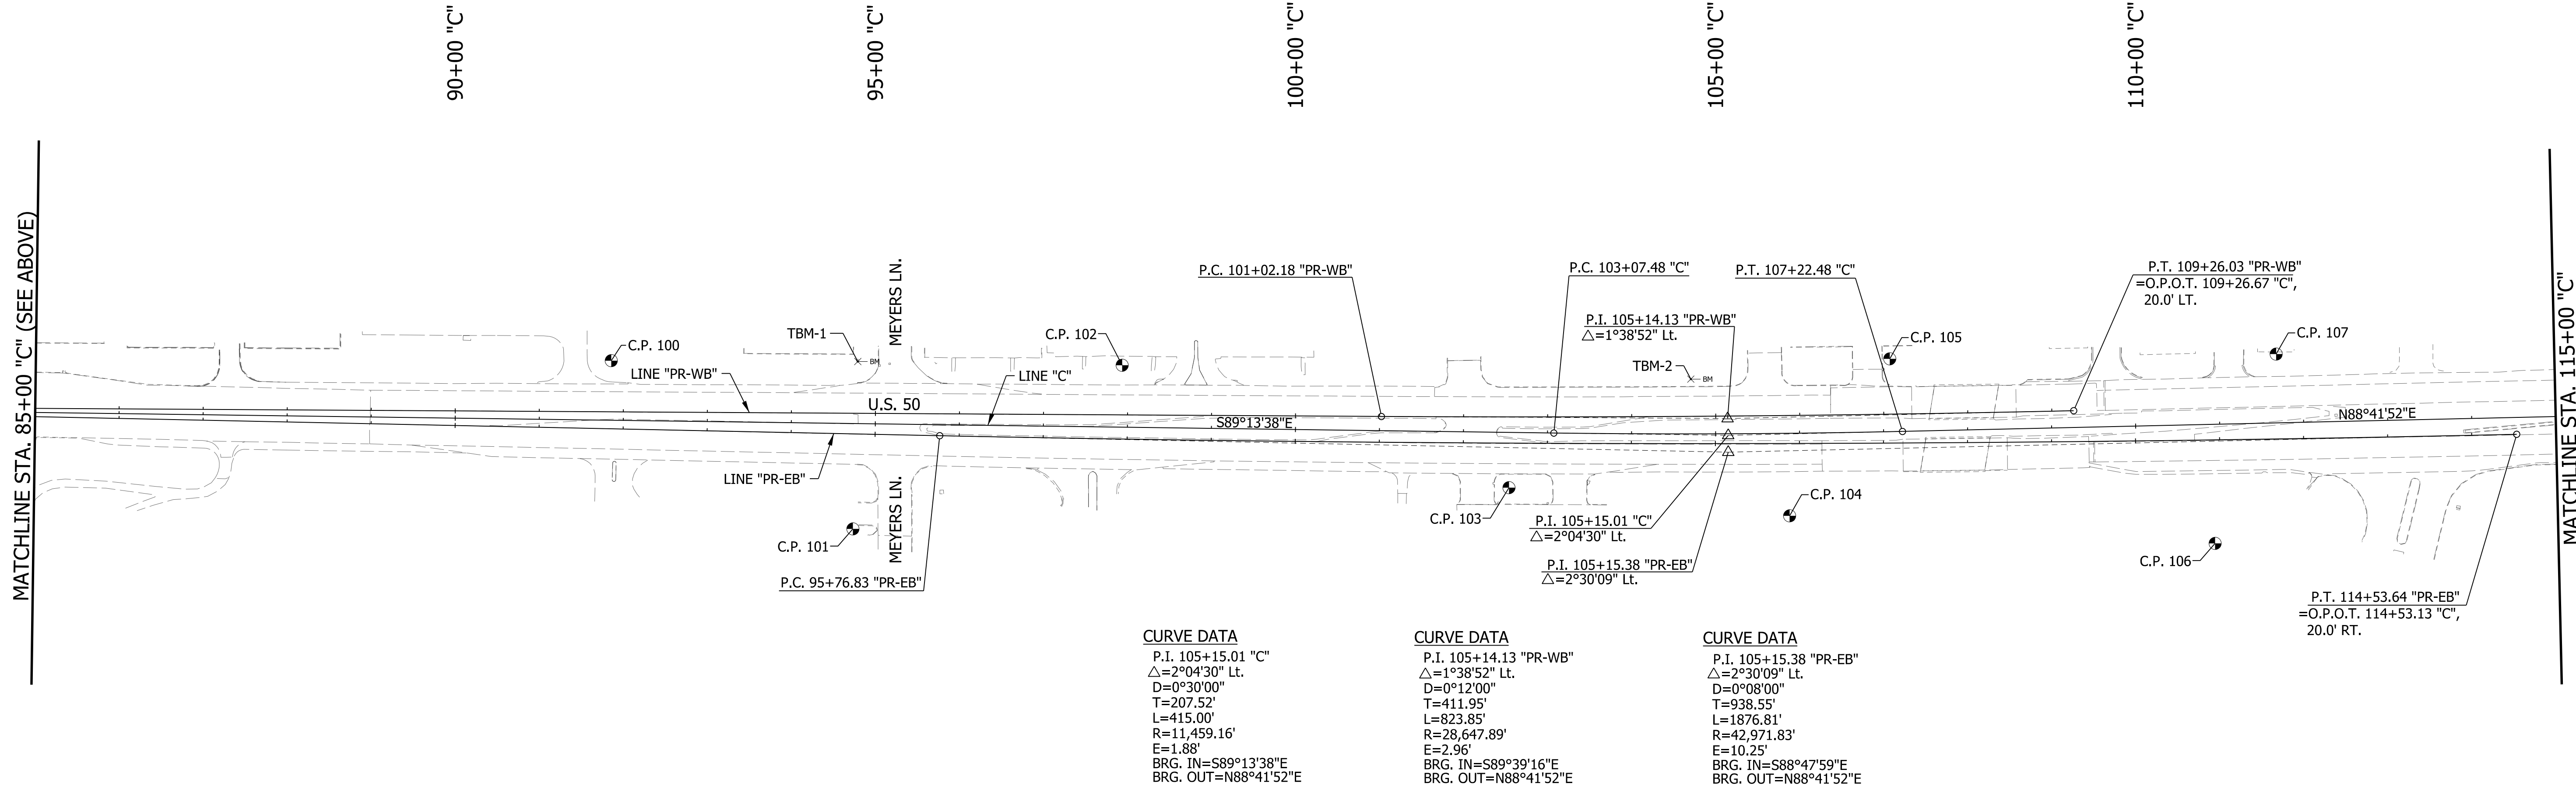 90+00 "C"
95+00 "C"
100+00 "C"
105+00 "C"
110+00 "C"
MATCHLINE STA. 85+00 "C" (SEE ABOVE)
MATCHLINE STA. 115+00 "C"
C.P. 100
LINE "PR-WB"
TBM-1
BM
MEYERS LN.
U.S. 50
LINE "C"
C.P. 102
P.C. 101+02.18 "PR-WB"
S89°13'38"E
P.C. 103+07.48 "C"
P.I. 105+14.13 "PR-WB"
△=1°38'52" Lt.
TBM-2
BM
P.T. 107+22.48 "C"
C.P. 105
P.T. 109+26.03 "PR-WB"
=O.P.O.T. 109+26.67 "C",
20.0' LT.
C.P. 107
N88°41'52"E
LINE "PR-EB"
MEYERS LN.
C.P. 101
P.C. 95+76.83 "PR-EB"
C.P. 103
P.I. 105+15.01 "C"
△=2°04'30" Lt.
P.I. 105+15.38 "PR-EB"
△=2°30'09" Lt.
C.P. 104
C.P. 106
P.T. 114+53.64 "PR-EB"
=O.P.O.T. 114+53.13 "C",
20.0' RT.
CURVE DATA
P.I. 105+15.01 "C"
△=2°04'30" Lt.
D=0°30'00"
T=207.52'
L=415.00'
R=11,459.16'
E=1.88'
BRG. IN=S89°13'38"E
BRG. OUT=N88°41'52"E
CURVE DATA
P.I. 105+14.13 "PR-WB"
△=1°38'52" Lt.
D=0°12'00"
T=411.95'
L=823.85'
R=28,647.89'
E=2.96'
BRG. IN=S89°39'16"E
BRG. OUT=N88°41'52"E
CURVE DATA
P.I. 105+15.38 "PR-EB"
△=2°30'09" Lt.
D=0°08'00"
T=938.55'
L=1876.81'
R=42,971.83'
E=10.25'
BRG. IN=S88°47'59"E
BRG. OUT=N88°41'52"E